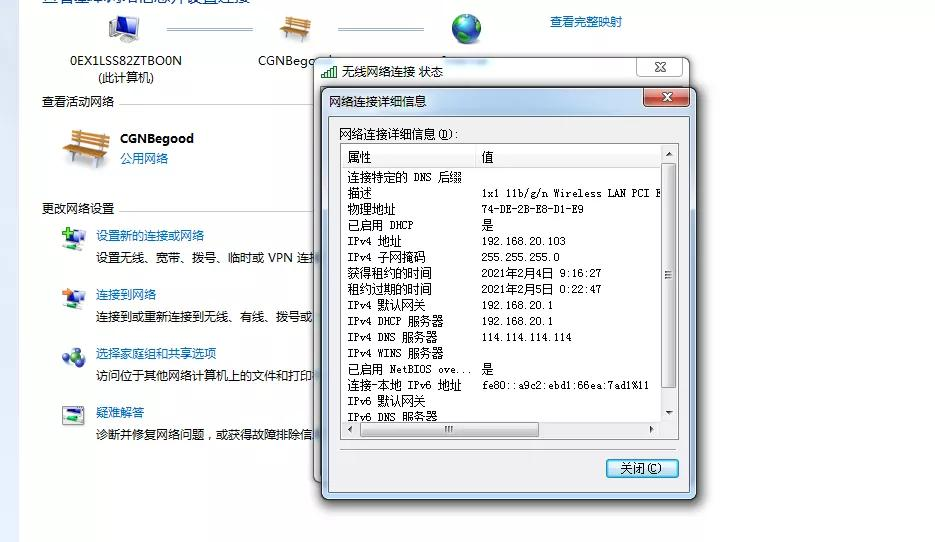 查看完整映射
0EX1LSS82ZTBO0N
(此计算机)
CGNBego
查看活动网络
CGNBegood
公用网络
更改网络设置
设置新的连接或网络
设置无线、宽带、拨号、临时或 VPN 连接
连接到网络
连接到或重新连接到无线、有线、拨号或
选择家庭组和共享选项
访问位于其他网络计算机上的文件和打印
疑难解答
诊断并修复网络问题，或获得故障排除信
无线网络连接 状态
网络连接详细信息
网络连接详细信息(D):
属性 值
连接特定的 DNS 后缀
描述 1x1 11b/g/n Wireless LAN PCI E
物理地址 74-DE-2B-E8-D1-E9
已启用 DHCP 是
IPv4 地址 192.168.20.103
IPv4 子网掩码 255.255.255.0
获得租约的时间 2021年2月4日 9:16:27
租约过期的时间 2021年2月5日 0:22:47
IPv4 默认网关 192.168.20.1
IPv4 DHCP 服务器 192.168.20.1
IPv4 DNS 服务器 114.114.114.114
IPv4 WINS 服务器
已启用 NetBIOS ove... 是
连接-本地 IPv6 地址 fe80::a9c2:ebd1:66ea:7ad1%11
IPv6 默认网关
IPv6 DNS 服务器
关闭(C)